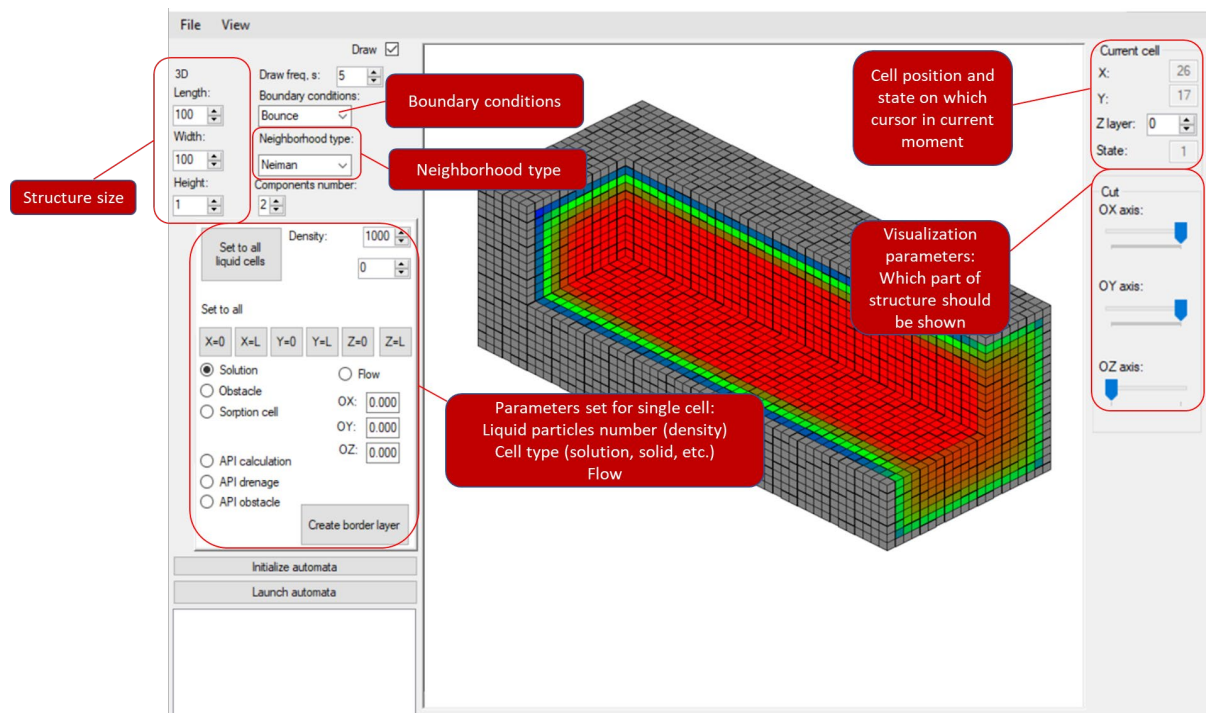 File View
Draw
3D
Draw freq, s: 5
Length:
100
Boundary conditions:
Bounce
Width:
100
Neighborhood type:
Neiman
Height:
1
Components number:
2
Boundary conditions
Neighborhood type
Structure size
Set to all
liquid cells
Density: 1000
0
Set to all
X=0 X=L Y=0 Y=L Z=0 Z=L
Solution
Obstacle
Sorption cell
Flow
OX: 0.000
OY: 0.000
OZ: 0.000
API calculation
API drenage
API obstacle
Create border layer
Initialize automata
Launch automata
Parameters set for single cell:
Liquid particles number (density)
Cell type (solution, solid, etc.)
Flow
Cell position and
state on which
cursor in current
moment
Visualization
parameters:
Which part of
structure should
be shown
Current cell
X: 26
Y: 17
Z layer: 0
State: 1
Cut
OX axis:
OY axis:
OZ axis: